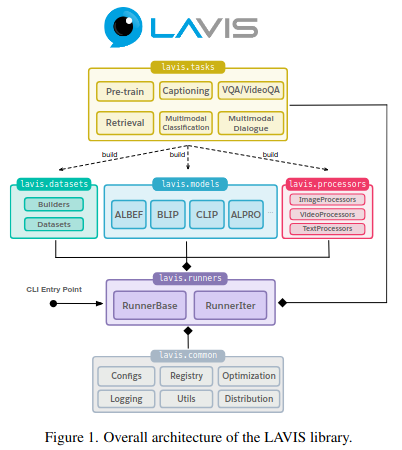 LAVIS
lavis.tasks
Pre-train
Captioning
VQA/VideoQA
Retrieval
Multimodal
Classification
Multimodal
Dialogue
build
build
build
lavis.datasets
Builders
Datasets
lavis.models
ALBEF
BLIP
CLIP
ALPRO
...
lavis.processors
ImageProcessors
VideoProcessors
TextProcessors
lavis.runners
CLI Entry Point
RunnerBase
RunnerIter
lavis.common
Configs
Registry
Optimization
Logging
Utils
Distribution
Figure 1. Overall architecture of the LAVIS library.